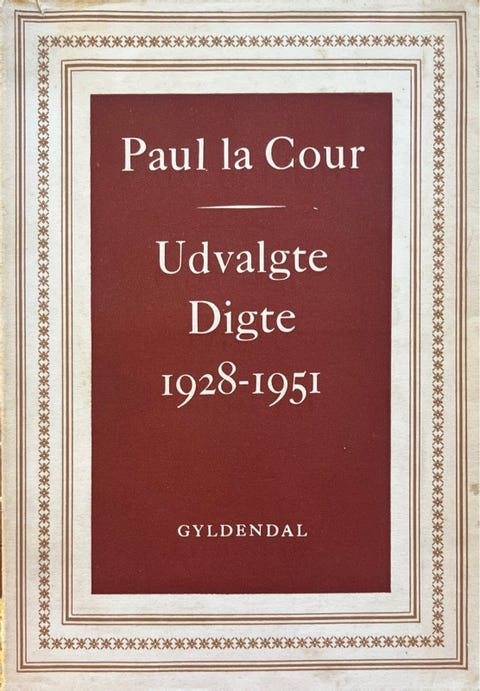 Paul la Cour
Udvalgte
Digte
1928-1951
GYLDENDAL